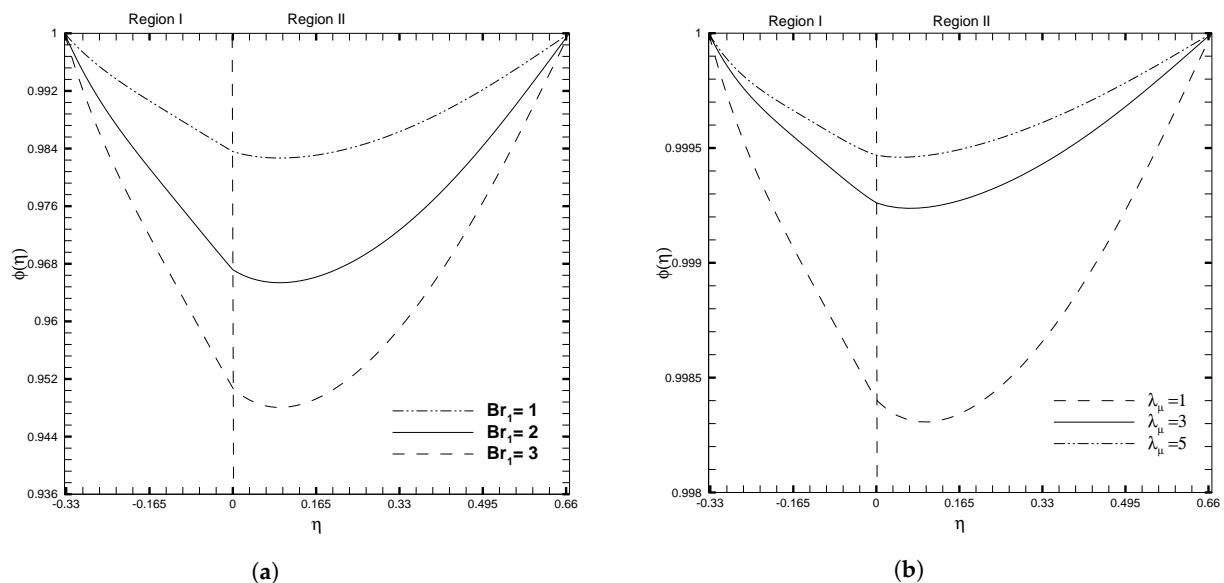 Region I Region II
1
0.992
0.984
0.976
0.968
0.96
0.952
0.944
0.936
ϕ(η)
Br1= 1
Br1= 2
Br1= 3
-0.33 -0.165 0 0.165 0.33 0.495 0.66
η
(a)
Region I Region II
1
0.9995
0.999
0.9985
0.998
ϕ(η)
λμ =1
λμ =3
λμ =5
-0.33 -0.165 0 0.165 0.33 0.495 0.66
η
(b)